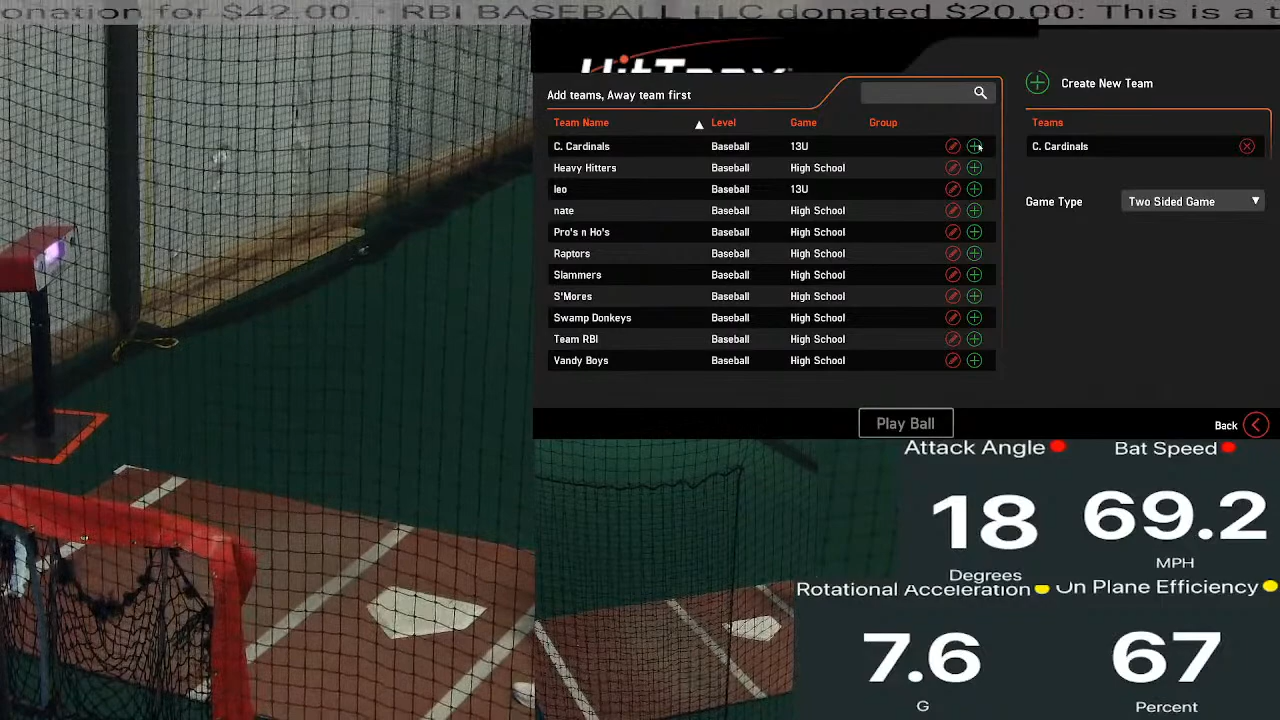 onation for $42.00. • RBI BASEBALL LLC donated $20.00: This is a t
HitTrax
Add teams, Away team first
Team Name ▲ Level Game Group
C. Cardinals Baseball 13U
Heavy Hitters Baseball High School
leo Baseball 13U
nate Baseball High School
Pro's n Ho's Baseball High School
Raptors Baseball High School
Slammers Baseball High School
S'Mores Baseball High School
Swamp Donkeys Baseball High School
Team RBI Baseball High School
Vandy Boys Baseball High School
Create New Team
Teams
C. Cardinals
Game Type Two Sided Game ▼
Play Ball
Back
Attack Angle
18
Degrees
Bat Speed
69.2
MPH
Rotational Acceleration
7.6
G
On Plane Efficiency
67
Percent